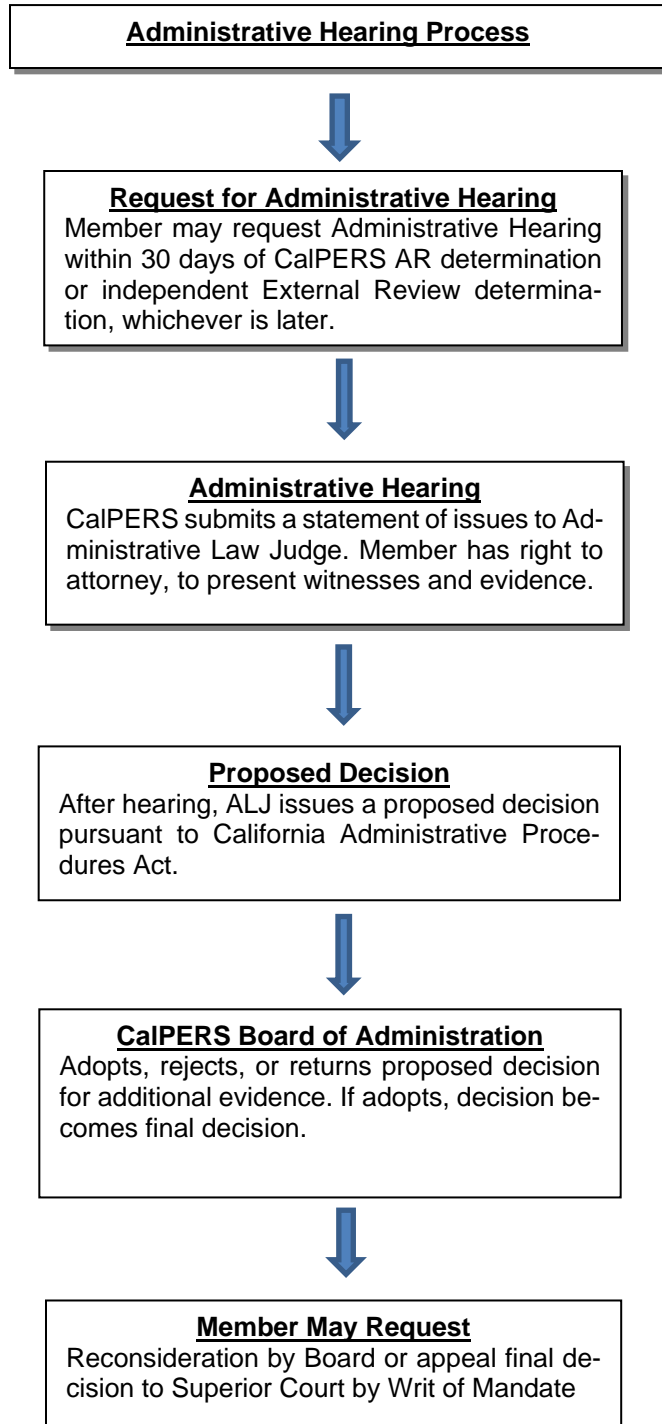 Administrative Hearing Process
Request for Administrative Hearing
Member may request Administrative Hearing
within 30 days of CalPERS AR determination
or independent External Review determina-
tion, whichever is later.
Administrative Hearing
CalPERS submits a statement of issues to Ad-
ministrative Law Judge. Member has right to
attorney, to present witnesses and evidence.
Proposed Decision
After hearing, ALJ issues a proposed decision
pursuant to California Administrative Proce-
dures Act.
CalPERS Board of Administration
Adopts, rejects, or returns proposed decision
for additional evidence. If adopts, decision be-
comes final decision.
Member May Request
Reconsideration by Board or appeal final de-
cision to Superior Court by Writ of Mandate